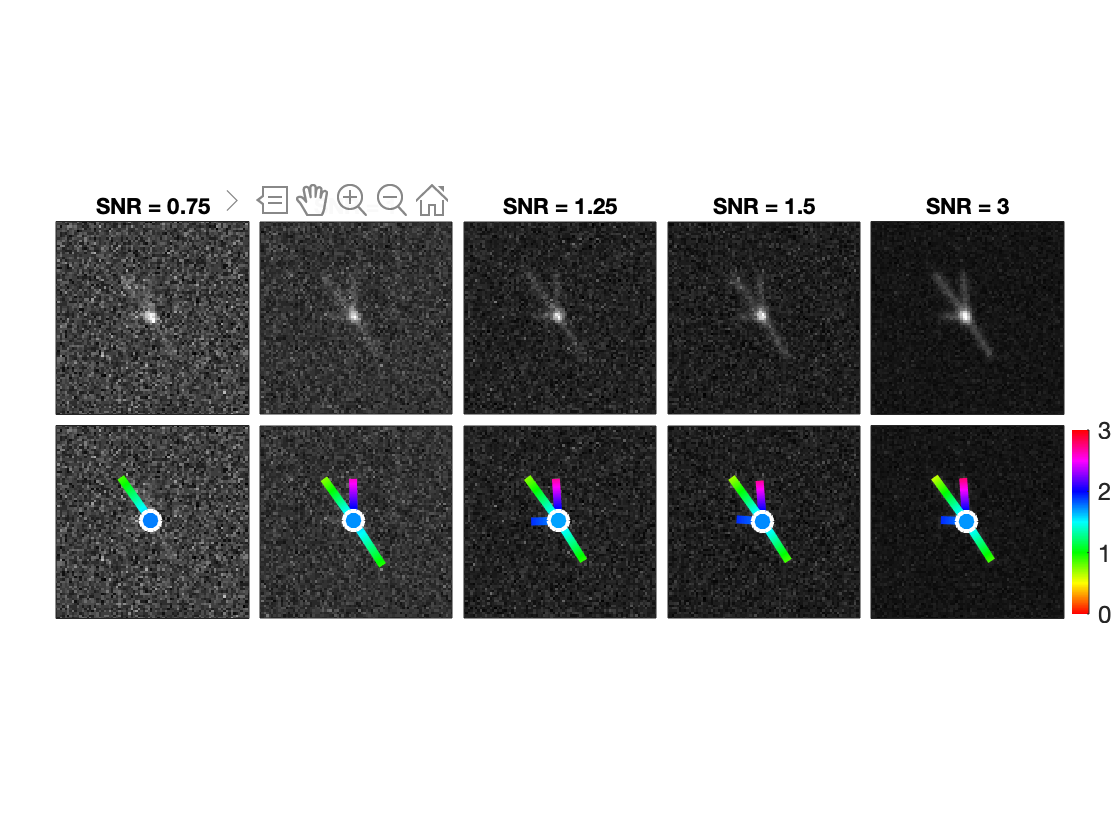 SNR = 0.75
SNR = 1.25
SNR = 1.5
SNR = 3
3
2
1
0